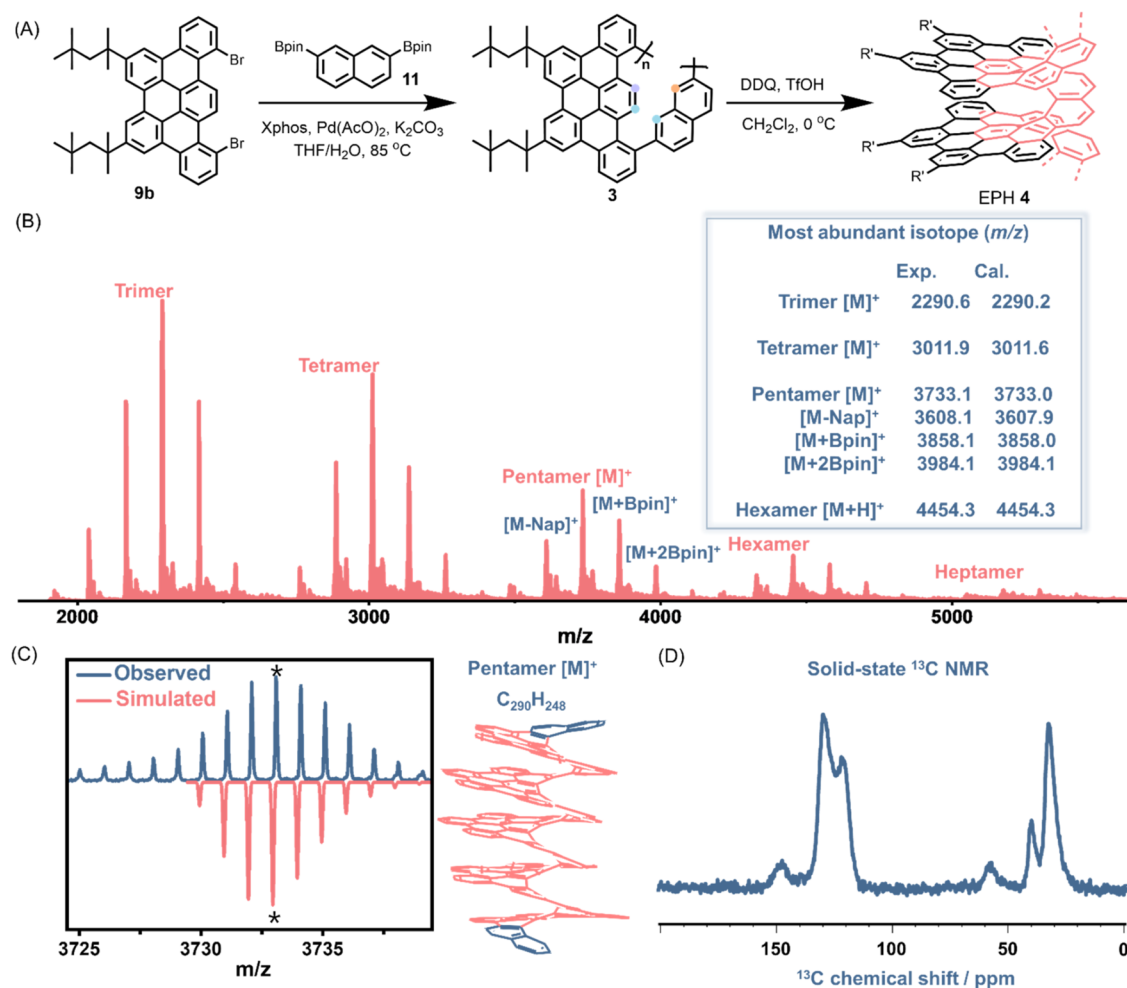 (A)
Br
Br
9b
Bpin
Bpin
11
Xphos, Pd(AcO)₂, K₂CO₃
THF/H₂O, 85 °C
n
3
DDQ, TfOH
CH₂Cl₂, 0 °C
R'
R'
R'
R'
EPH 4
(B)
Trimer
Tetramer
Pentamer [M]⁺
[M-Nap]⁺
[M+Bpin]⁺
[M+2Bpin]⁺
Hexamer
Heptamer
Most abundant isotope (m/z)
Exp. Cal.
Trimer [M]⁺ 2290.6 2290.2
Tetramer [M]⁺ 3011.9 3011.6
Pentamer [M]⁺ 3733.1 3733.0
[M-Nap]⁺ 3608.1 3607.9
[M+Bpin]⁺ 3858.1 3858.0
[M+2Bpin]⁺ 3984.1 3984.1
Hexamer [M+H]⁺ 4454.3 4454.3
2000 3000 4000 5000
m/z
(C)
Observed
Simulated
*
*
3725 3730 3735
m/z
Pentamer [M]⁺
C₂₉₀H₂₄₈
(D)
Solid-state ¹³C NMR
150 100 50 0
¹³C chemical shift / ppm